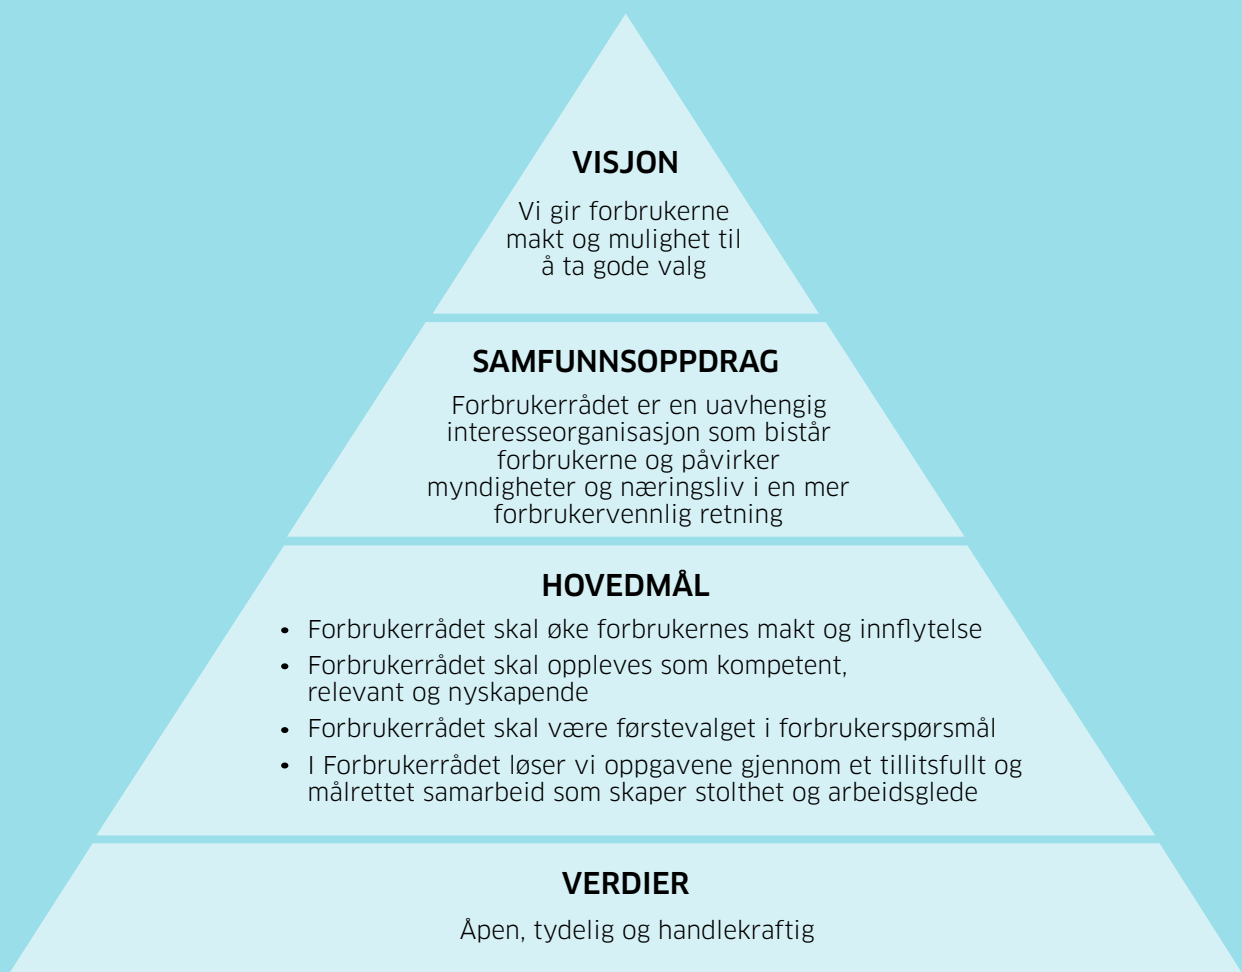 VISJON
Vi gir forbrukerne
makt og mulighet til
å ta gode valg
SAMFUNNSOPPDRAG
Forbrukerrådet er en uavhengig
interesseorganisasjon som bistår
forbrukerne og påvirker
myndigheter og næringsliv i en mer
forbrukervennlig retning
HOVEDMÅL
• Forbrukerrådet skal øke forbrukernes makt og innflytelse
• Forbrukerrådet skal oppleves som kompetent,
relevant og nyskapende
• Forbrukerrådet skal være førstevalget i forbrukerspørsmål
• I Forbrukerrådet løser vi oppgavene gjennom et tillitsfullt og
målrettet samarbeid som skaper stolthet og arbeidsglede
VERDIER
Åpen, tydelig og handlekraftig